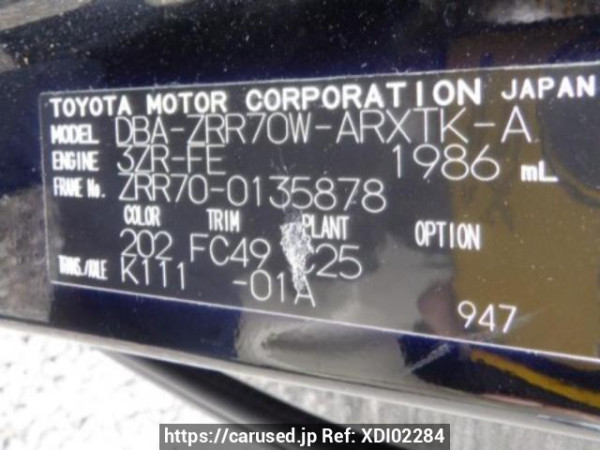 TOYOTA MOTOR CORPORATION JAPAN
MODEL DBA-ZRR70W-ARXTK-A
ENGINE 3ZR-FE 1986 mL
FRAME No. ZRR70-0135878
COLOR TRIM PLANT OPTION
202 FC49 C25
TRANS./AXLE K111 -01A
947
https://carused.jp Ref: XDI02284